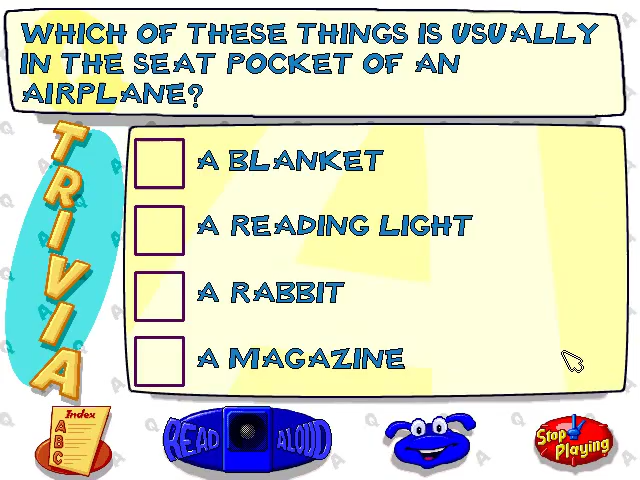 WHICH OF THESE THINGS IS USUALLY
IN THE SEAT POCKET OF AN
AIRPLANE?
TRIVIA
A BLANKET
A READING LIGHT
A RABBIT
A MAGAZINE
Index
A
B
C
READ ALOUD
Stop
Playing